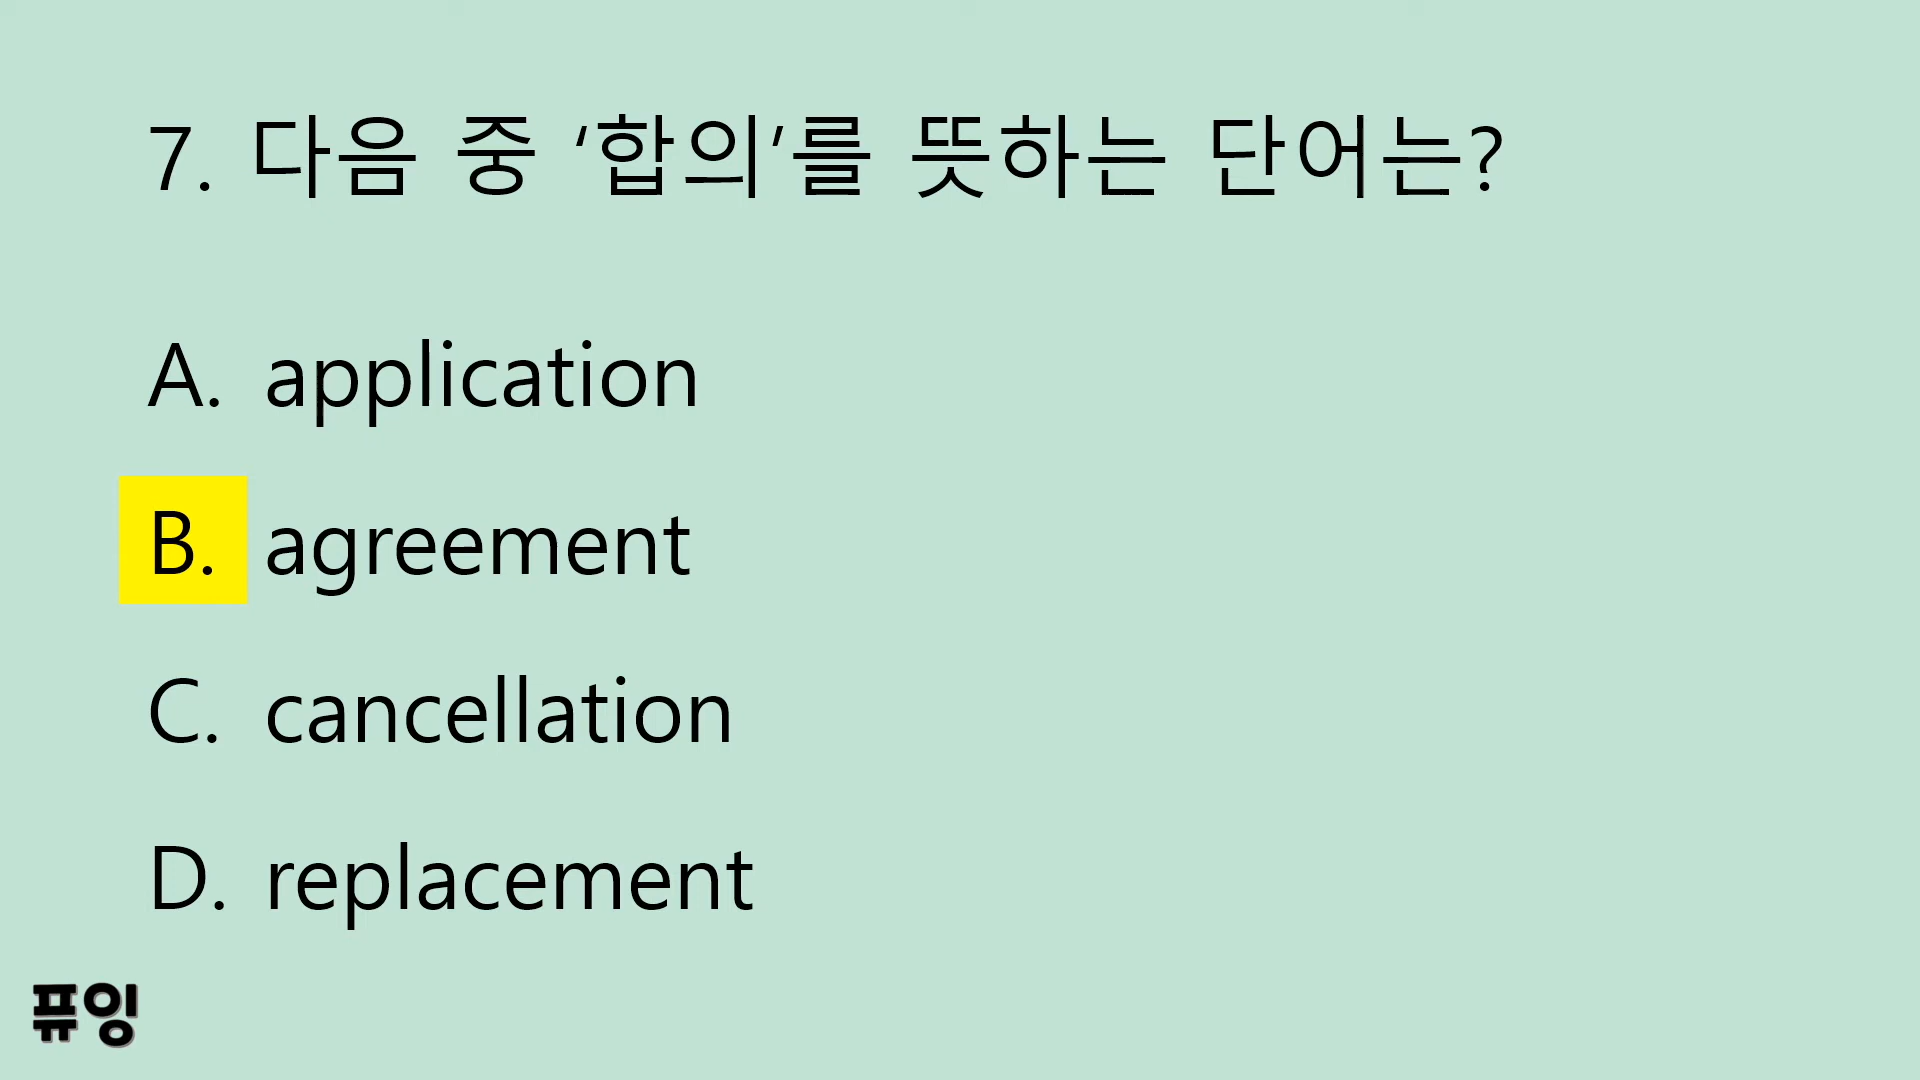 7. 다음 중 ‘합의’를 뜻하는 단어는?
A. application
B. agreement
C. cancellation
D. replacement
퓨잉